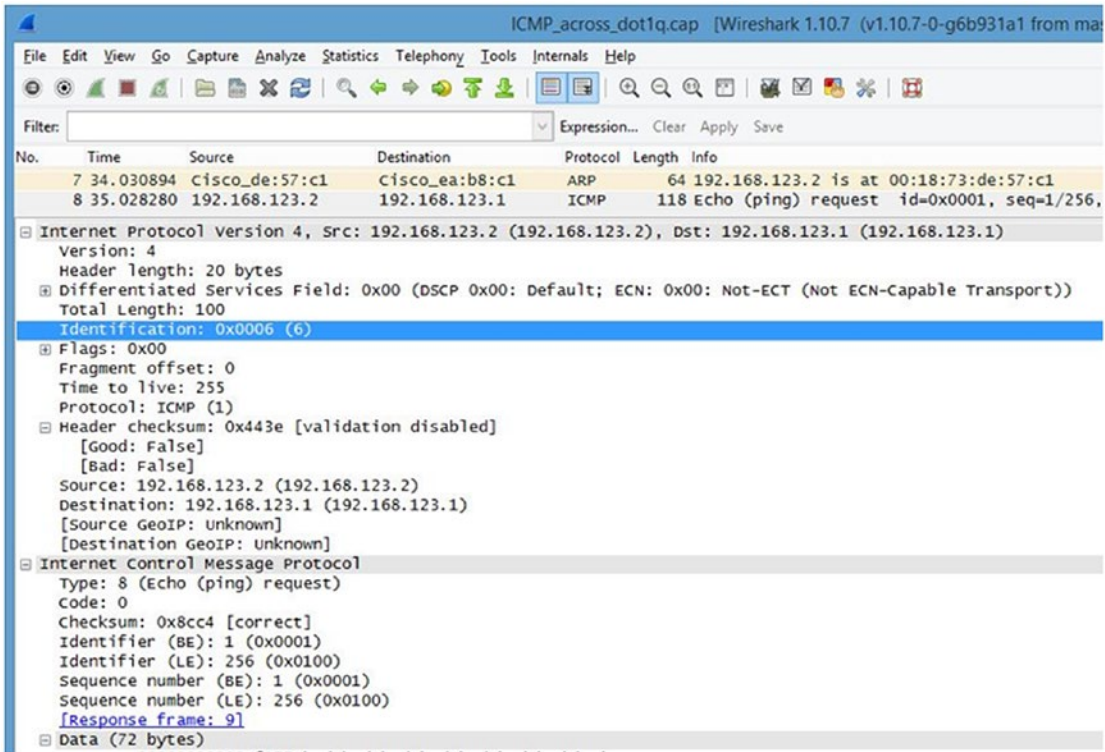 ICMP_across_dot1q.cap [Wireshark 1.10.7 (v1.10.7-0-g6b931a1 from mas
File Edit View Go Capture Analyze Statistics Telephony Tools Internals Help
Filter: Expression... Clear Apply Save
No. Time Source Destination Protocol Length Info
7 34.030894 Cisco_de:57:c1 Cisco_ea:b8:c1 ARP 64 192.168.123.2 is at 00:18:73:de:57:c1
8 35.028280 192.168.123.2 192.168.123.1 ICMP 118 Echo (ping) request id=0x0001, seq=1/256,
Internet Protocol Version 4, Src: 192.168.123.2 (192.168.123.2), Dst: 192.168.123.1 (192.168.123.1)
Version: 4
Header length: 20 bytes
Differentiated Services Field: 0x00 (DSCP 0x00: Default; ECN: 0x00: Not-ECT (Not ECN-Capable Transport))
Total Length: 100
Identification: 0x0006 (6)
Flags: 0x00
Fragment offset: 0
Time to live: 255
Protocol: ICMP (1)
Header checksum: 0x443e [validation disabled]
[Good: False]
[Bad: False]
Source: 192.168.123.2 (192.168.123.2)
Destination: 192.168.123.1 (192.168.123.1)
[Source GeoIP: Unknown]
[Destination GeoIP: Unknown]
Internet Control Message Protocol
Type: 8 (Echo (ping) request)
Code: 0
Checksum: 0x8cc4 [correct]
Identifier (BE): 1 (0x0001)
Identifier (LE): 256 (0x0100)
Sequence number (BE): 1 (0x0001)
Sequence number (LE): 256 (0x0100)
[Response frame: 9]
Data (72 bytes)